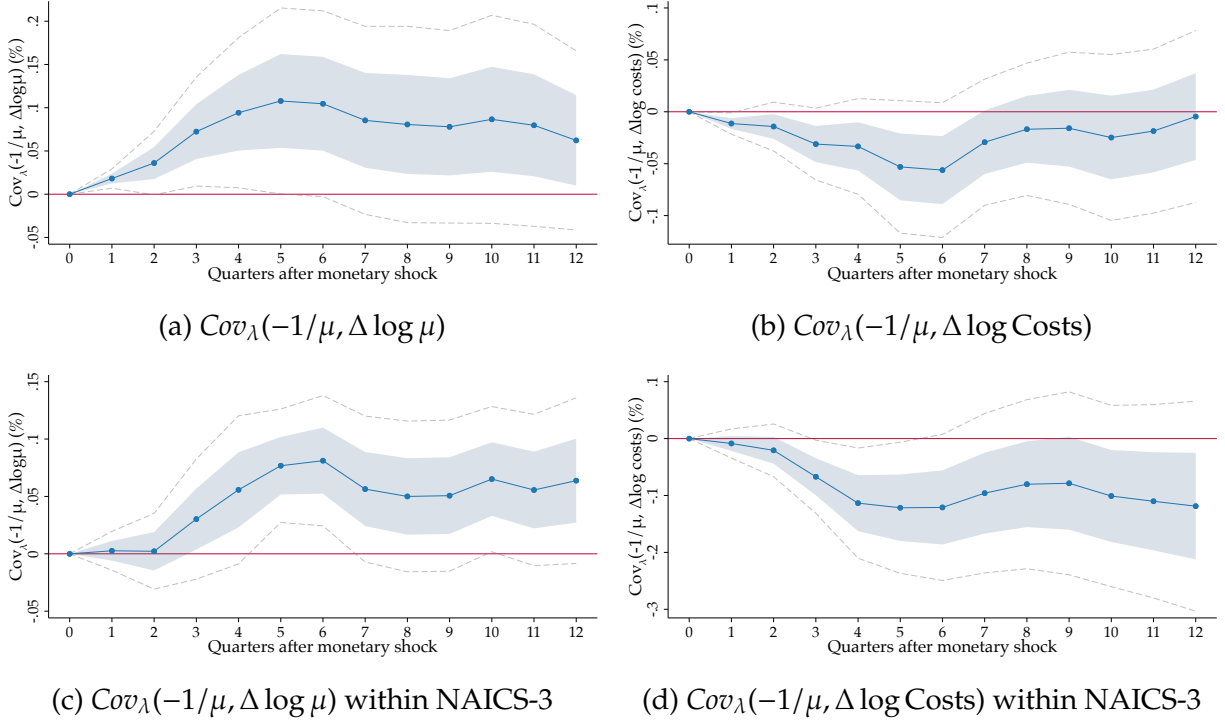 Cov_λ(-1/μ, Δlogμ) (%)
.2
.15
.1
.05
0
-.05
0 1 2 3 4 5 6 7 8 9 10 11 12
Quarters after monetary shock
(a) Cov_λ(−1/μ, Δ log μ)
Cov_λ(-1/μ, Δlog costs) (%)
.1
.05
0
-.05
-.1
0 1 2 3 4 5 6 7 8 9 10 11 12
Quarters after monetary shock
(b) Cov_λ(−1/μ, Δ log Costs)
Cov_λ(-1/μ, Δlogμ) (%)
.15
.1
.05
0
-.05
0 1 2 3 4 5 6 7 8 9 10 11 12
Quarters after monetary shock
(c) Cov_λ(−1/μ, Δ log μ) within NAICS-3
Cov_λ(-1/μ, Δlog costs) (%)
.1
0
-.1
-.2
-.3
0 1 2 3 4 5 6 7 8 9 10 11 12
Quarters after monetary shock
(d) Cov_λ(−1/μ, Δ log Costs) within NAICS-3